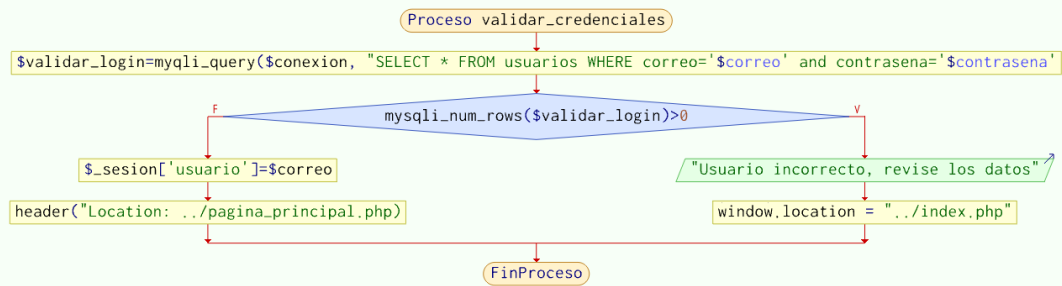 Proceso validar_credenciales
$validar_login=myqli_query($conexion, "SELECT * FROM usuarios WHERE correo='$correo' and contrasena='$contrasena'
mysqli_num_rows($validar_login)>0
F
V
$_sesion['usuario']=$correo
"Usuario incorrecto, revise los datos"
header("Location: ../pagina_principal.php)
window.location = "../index.php"
FinProceso